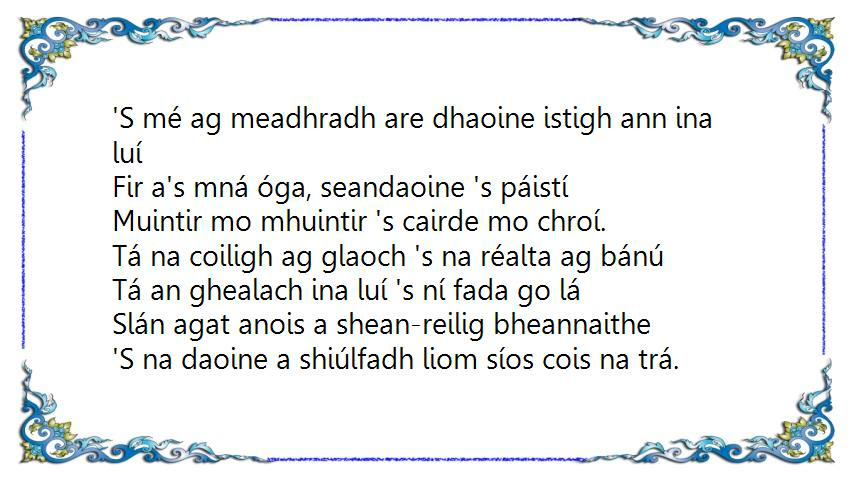 'S mé ag meadhradh are dhaoine istigh ann ina
luí
Fir a's mná óga, seandaoine 's páistí
Muintir mo mhuintir 's cairde mo chroí.
Tá na coiligh ag glaoch 's na réalta ag bánú
Tá an ghealach ina luí 's ní fada go lá
Slán agat anois a shean-reilig bheannaithe
'S na daoine a shiúlfadh liom síos cois na trá.